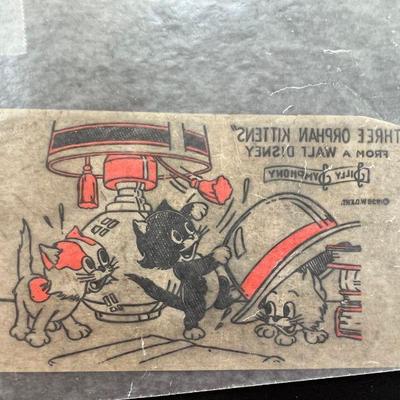 THREE ORPHAN KITTENS"
FROM A WALT DISNEY
SILLY SYMPHONY
W.D.ENT.